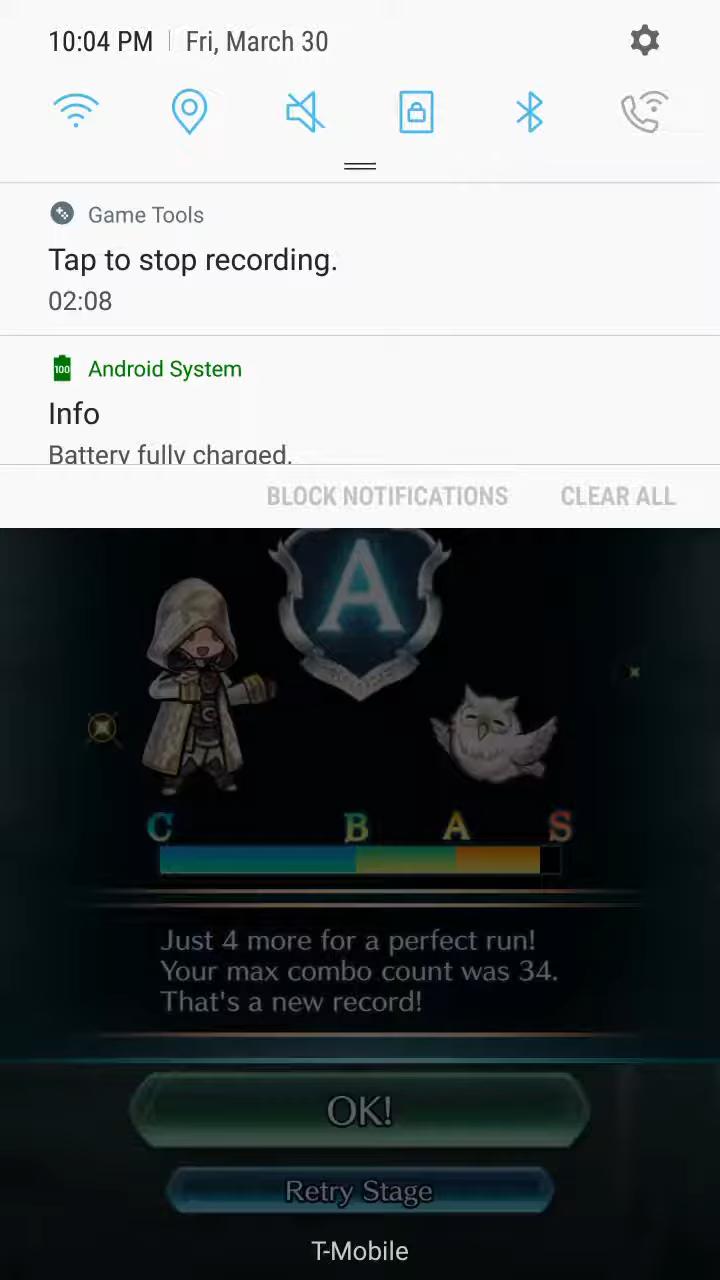 10:04 PM | Fri, March 30
Game Tools
Tap to stop recording.
02:08
100 Android System
Info
Battery fully charged.
BLOCK NOTIFICATIONS CLEAR ALL
A
C B A S
Just 4 more for a perfect run!
Your max combo count was 34.
That's a new record!
OK!
Retry Stage
T-Mobile